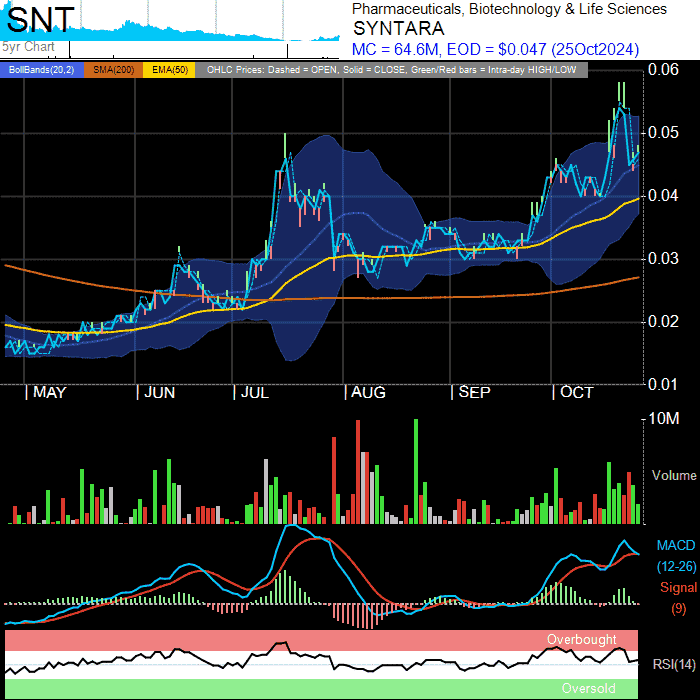 SNT
Pharmaceuticals, Biotechnology & Life Sciences
SYNTARA
5yr Chart
MC = 64.6M, EOD = $0.047 (25Oct2024)
BollBands(20,2) SMA(200) EMA(50) OHLC Prices: Dashed = OPEN, Solid = CLOSE, Green/Red bars = Intra-day HIGH/LOW
0.06
0.05
0.04
0.03
0.02
0.01
MAY JUN JUL AUG SEP OCT
10M
Volume
MACD
(12-26)
Signal
(9)
Overbought
RSI(14)
Oversold